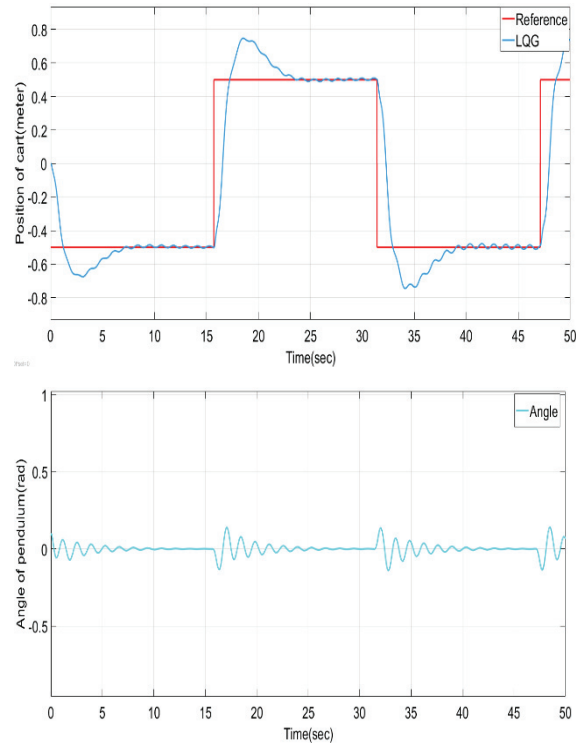 Reference
LQG
0.8
0.6
0.4
0.2
0
-0.2
-0.4
-0.6
-0.8
Position of cart(meter)
0 5 10 15 20 25 30 35 40 45 50
Time(sec)
Angle
1
0.5
0
-0.5
Angle of pendulum(rad)
0 5 10 15 20 25 30 35 40 45 50
Time(sec)